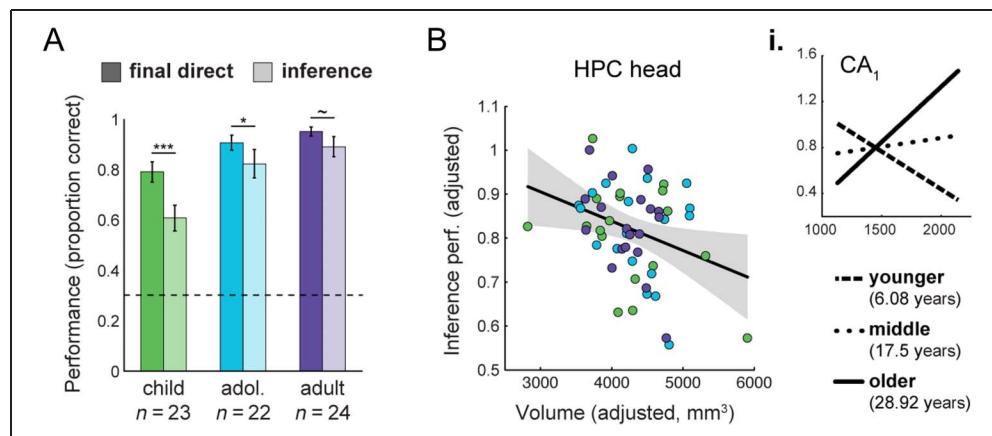 A
final direct inference
Performance (proportion correct)
1
0.8
0.6
0.4
0.2
0
***
*
~
child adol. adult
n = 23 n = 22 n = 24
B
HPC head
Inference perf. (adjusted)
1.1
1
0.9
0.8
0.7
0.6
0.5
3000 4000 5000 6000
Volume (adjusted, mm³)
i.
CA₁
1.6
1.2
0.8
0.4
1000 1500 2000
younger
(6.08 years)
middle
(17.5 years)
older
(28.92 years)